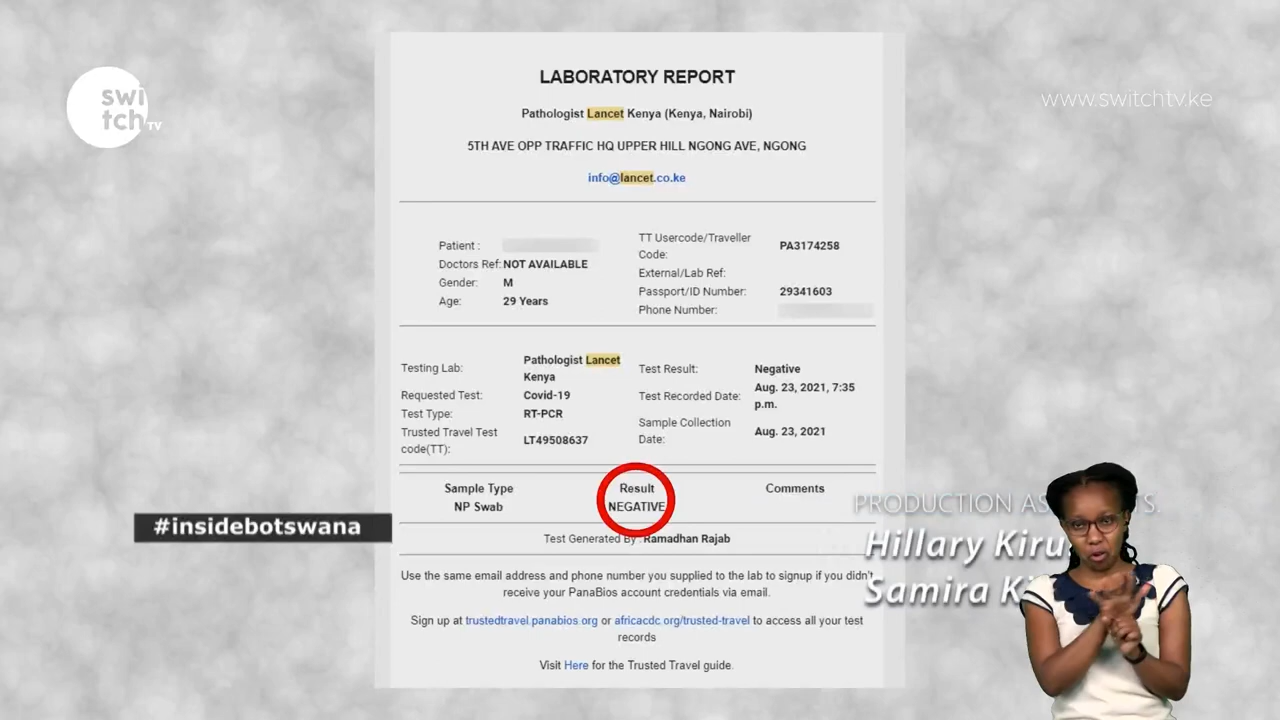 swi
tch TV
www.switchtv.ke
LABORATORY REPORT
Pathologist Lancet Kenya (Kenya, Nairobi)
5TH AVE OPP TRAFFIC HQ UPPER HILL NGONG AVE, NGONG
info@lancet.co.ke
Patient :
Doctors Ref: NOT AVAILABLE
Gender: M
Age: 29 Years
TT Usercode/Traveller
Code: PA3174258
External/Lab Ref:
Passport/ID Number: 29341603
Phone Number:
Testing Lab: Pathologist Lancet
Kenya
Requested Test: Covid-19
Test Type: RT-PCR
Trusted Travel Test
code(TT): LT49508637
Test Result: Negative
Test Recorded Date: Aug. 23, 2021, 7:35
p.m.
Sample Collection
Date: Aug. 23, 2021
Sample Type Result Comments
NP Swab NEGATIVE
Test Generated By : Ramadhan Rajab
Use the same email address and phone number you supplied to the lab to signup if you didn't
receive your PanaBios account credentials via email.
Sign up at trustedtravel.panabios.org or africacdc.org/trusted-travel to access all your test
records
Visit Here for the Trusted Travel guide.
#insidebotswana
PRODUCTION
Hillary
Samira